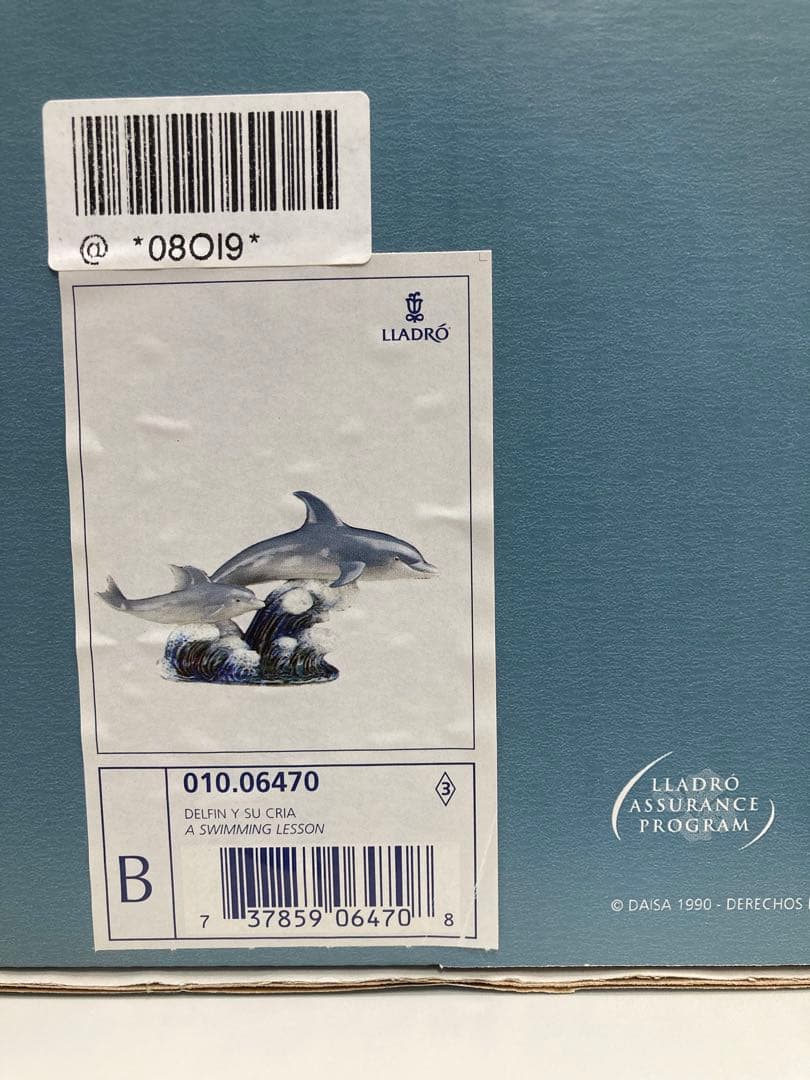 @ *08019*
LLADRÓ
010.06470
3
DELFIN Y SU CRIA
A SWIMMING LESSON
B
7 37859 06470 8
LLADRÓ
ASSURANCE
PROGRAM
© DAISA 1990 - DERECHOS